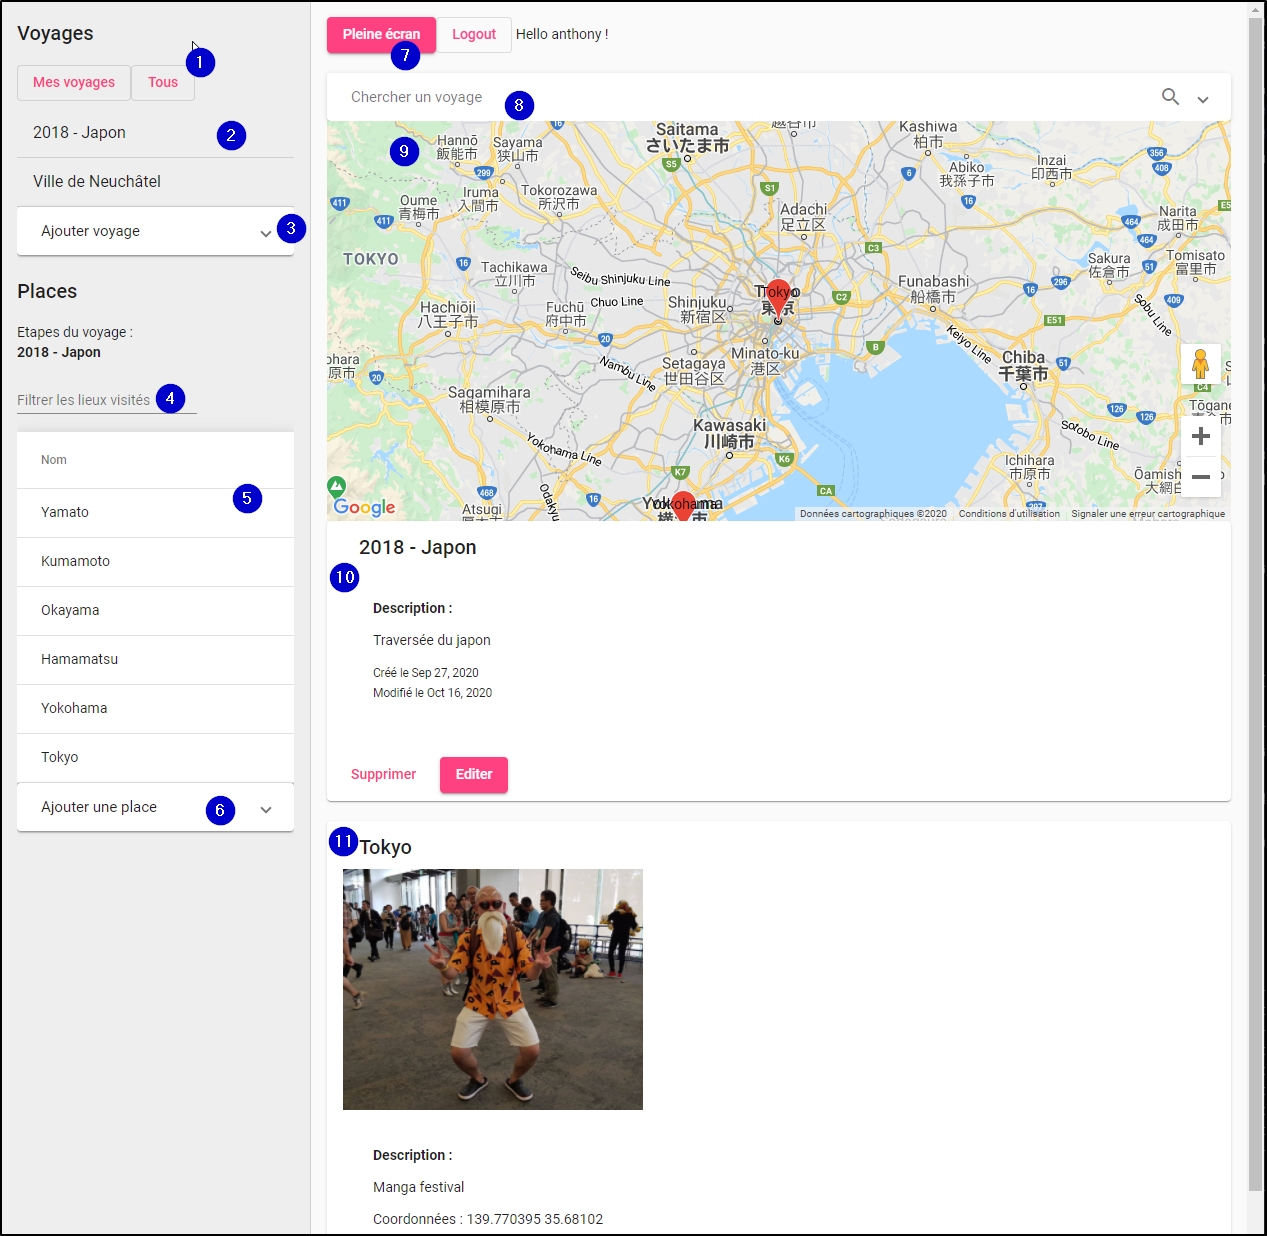 Voyages
1
Mes voyages
Tous
2018 - Japon
2
Ville de Neuchâtel
Ajouter voyage
3
Places
Etapes du voyage :
2018 - Japon
Filtrer les lieux visités
4
Nom
5
Yamato
Kumamoto
Okayama
Hamamatsu
Yokohama
Tokyo
Ajouter une place
6
Pleine écran
Logout
Hello anthony !
7
Chercher un voyage
8
9
Hannō
飯能市
Sayama
狭山市
Saitama
さいたま市
越谷市
Kashiwa
柏市
Abiko
我孫子市
Inzai
印西市
Oume
青梅市
Iruma
入間市
Tokorozawa
所沢市
Adachi
足立区
Narita
成田市
TOKYO
Tachikawa
立川市
Seibu Shinjuku Line
Chuo Line
Sakura
佐倉市
Tomisato
富里市
Hachiōji
八王子市
Fuchū
府中市
Shinjuku
新宿区
Tokyo
東京
Funabashi
船橋市
Sobu Line
Keiyo Line
Nambu Line
Setagaya
世田谷区
Minato-ku
港区
Chiba
千葉市
Sagamihara
相模原市
Kawasaki
川崎市
Yokohama Line
Ichihara
市原市
Atsugi
Yokohama
Google
Données cartographiques ©2020
Conditions d'utilisation
Signaler une erreur cartographique
2018 - Japon
10
Description :
Traversée du japon
Créé le Sep 27, 2020
Modifié le Oct 16, 2020
Supprimer
Editer
11
Tokyo
Description :
Manga festival
Coordonnées : 139.770395 35.68102